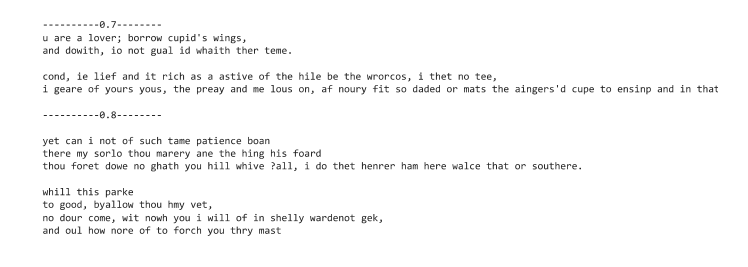 ----------0.7--------
u are a lover; borrow cupid's wings,
and dowith, io not gual id whaith ther teme.

cond, ie lief and it rich as a astive of the hile be the wrorcos, i thet no tee,
i geare of yours yous, the preay and me lous on, af noury fit so daded or mats the aingers'd cupe to ensinp and in that

----------0.8--------

yet can i not of such tame patience boan
there my sorlo thou marery ane the hing his foard
thou foret dowe no ghath you hill whive ?all, i do thet henrer ham here walce that or southere.

whill this parke
to good, byallow thou hmy vet,
no dour come, wit nowh you i will of in shelly wardenot gek,
and oul how nore of to forch you thry mast